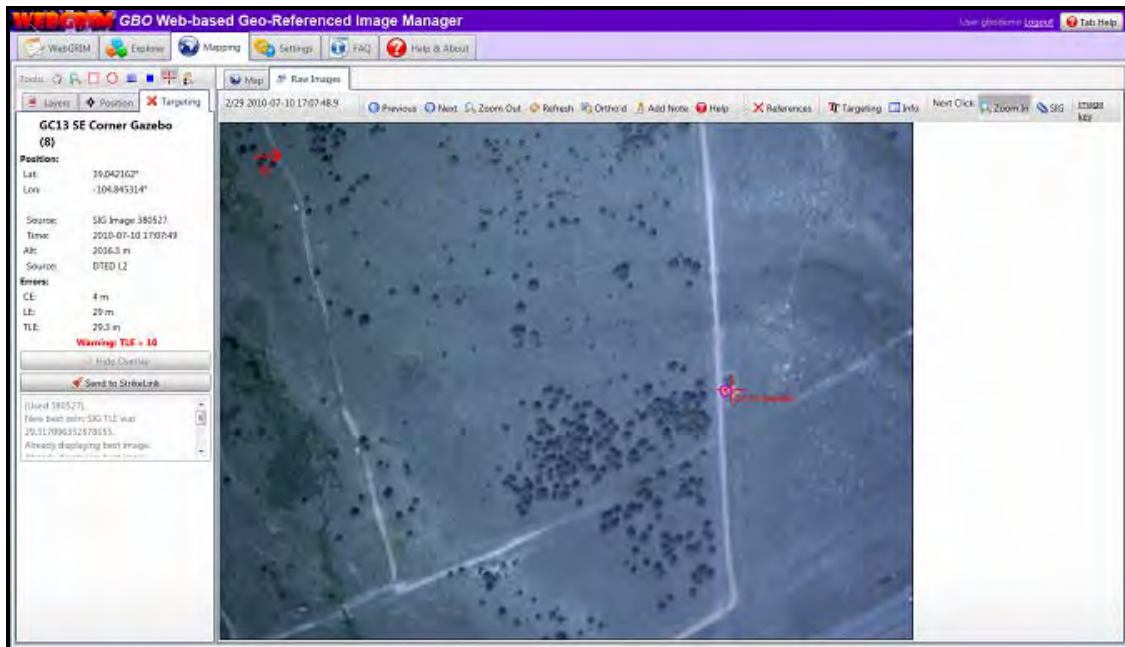 WEBGRIM GBO Web-based Geo-Referenced Image Manager
Logout Tab Help
WebGRIM Explorer Mapping Settings FAQ Help & About
Tools:
Map Raw Images
Layers Position Targeting
2/29 2010-07-10 17:07:48.9 Previous Next Zoom Out Refresh Ortho'd Add Note Help References Targeting Info Next Click: Zoom In SIG Image key
GC13 SE Corner Gazebo
(8)
Position:
Lat: 39.042162°
Lon: -104.845314°
Source: SIG Image 380527
Time: 2010-07-10 17:07:49
Alt: 2036.3 m
Source: DTED L2
Errors:
CE: 4 m
LE: 29 m
TLE: 29.3 m
Warning: TLE > 10
Hide Overlay
Send to StrikeLink
(Used 380527)
New best SIG TLE was
Already displaying best image.